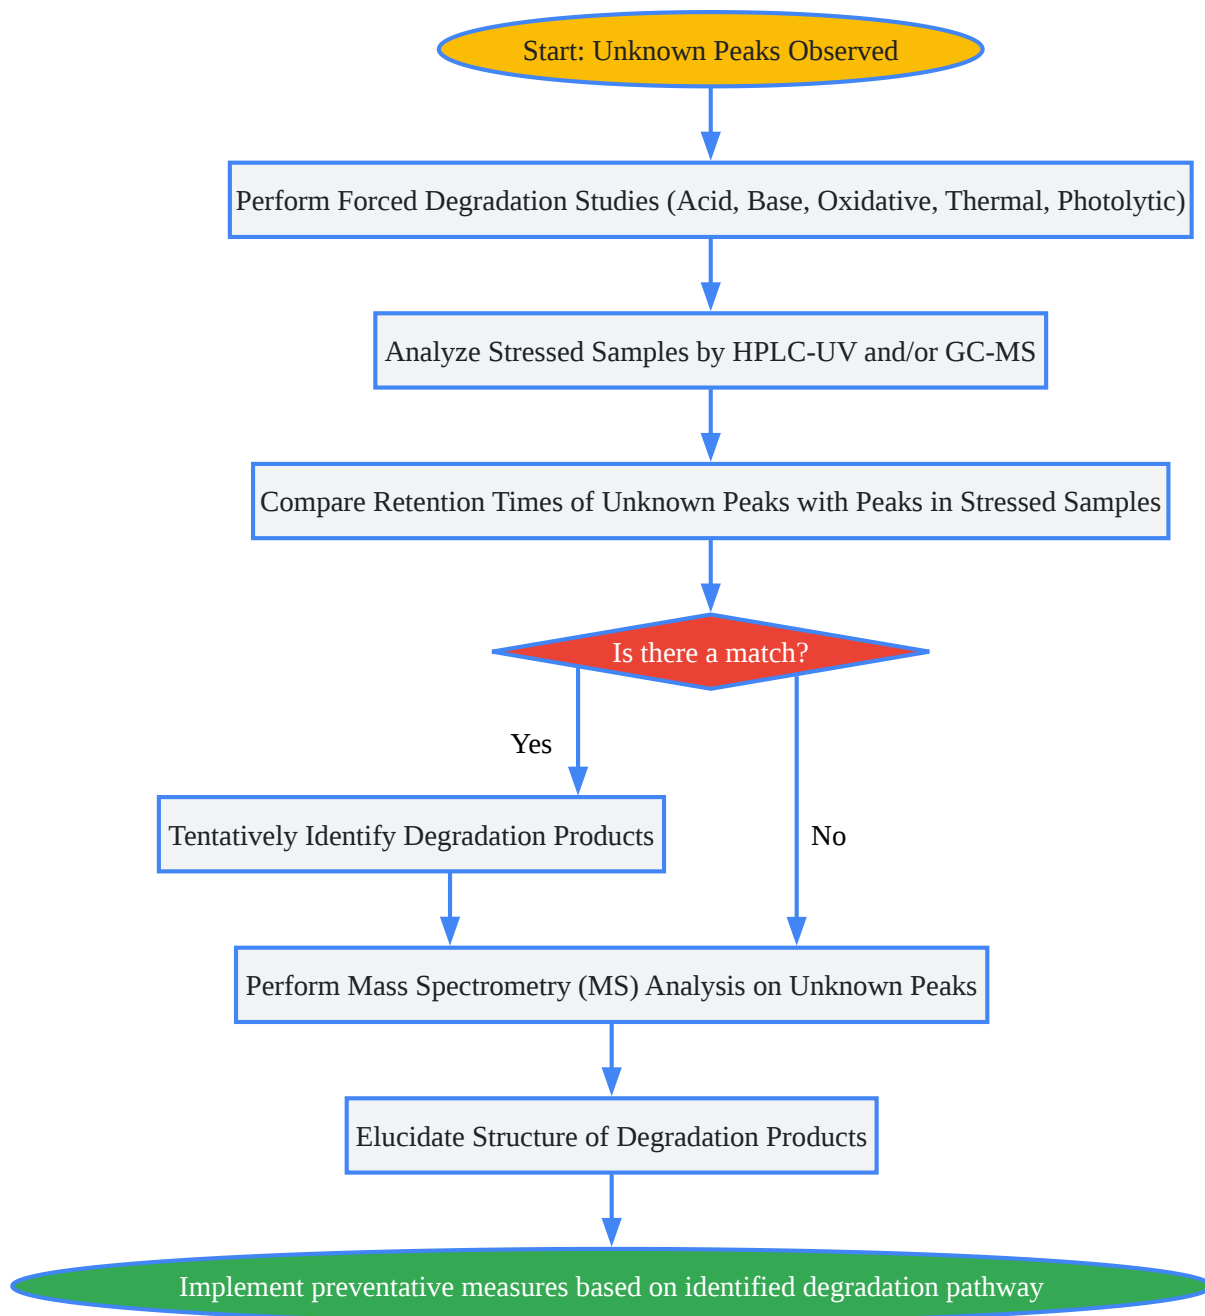 Start: Unknown Peaks Observed
Perform Forced Degradation Studies (Acid, Base, Oxidative, Thermal, Photolytic)
Analyze Stressed Samples by HPLC-UV and/or GC-MS
Compare Retention Times of Unknown Peaks with Peaks in Stressed Samples
Is there a match?
Yes
Tentatively Identify Degradation Products
No
Perform Mass Spectrometry (MS) Analysis on Unknown Peaks
Elucidate Structure of Degradation Products
Implement preventative measures based on identified degradation pathway